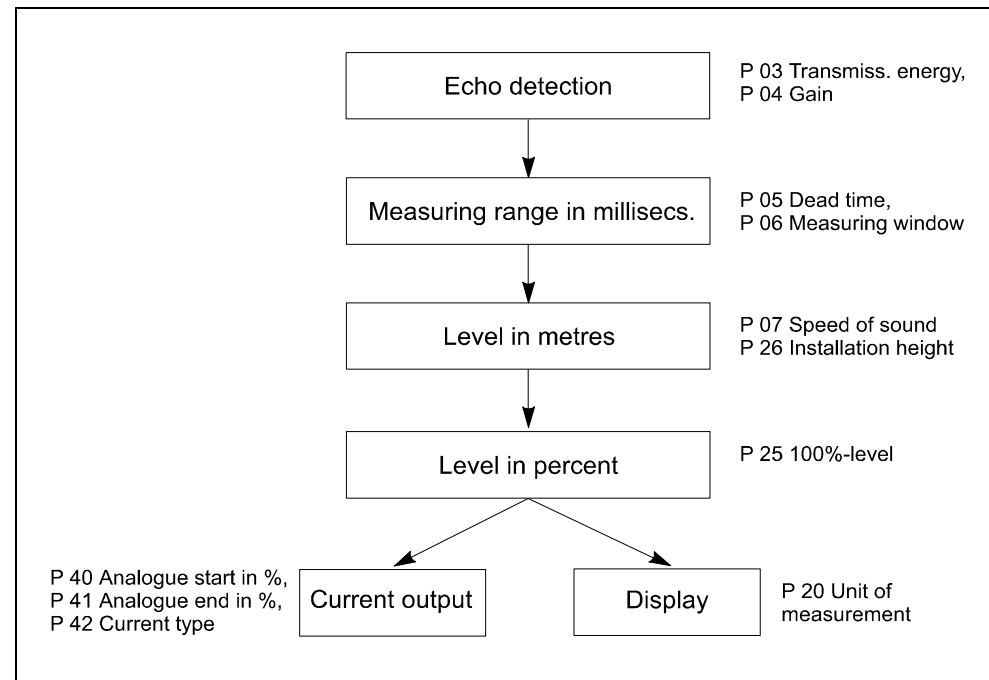 Echo detection
P 03 Transmiss. energy,
P 04 Gain
Measuring range in millisecs.
P 05 Dead time,
P 06 Measuring window
Level in metres
P 07 Speed of sound
P 26 Installation height
Level in percent
P 25 100%-level
P 40 Analogue start in %,
P 41 Analogue end in %,
P 42 Current type
Current output
Display
P 20 Unit of
measurement